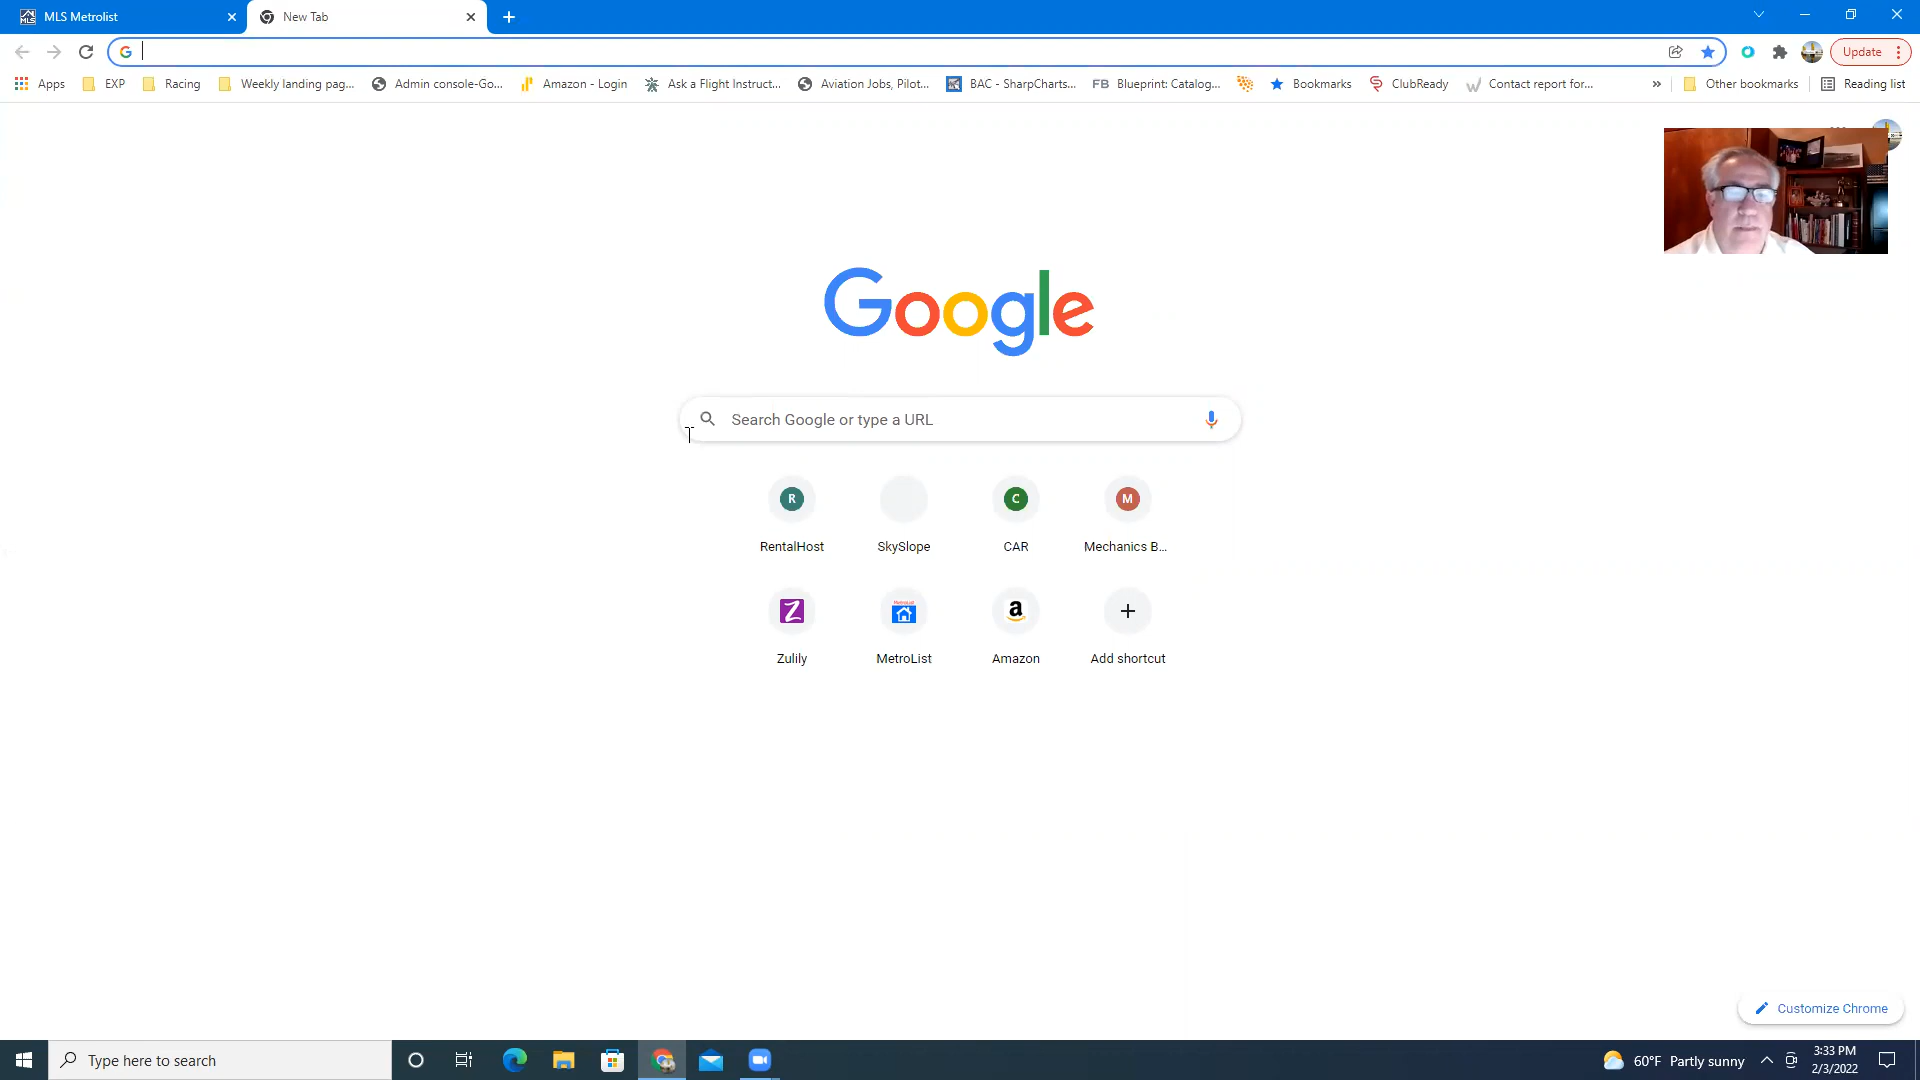 MLS Metrolist
New Tab
Update
Apps EXP Racing Weekly landing pag... Admin console-Go... Amazon - Login Ask a Flight Instruct... Aviation Jobs, Pilot... BAC - SharpCharts... FB Blueprint: Catalog... Bookmarks ClubReady Contact report for... » Other bookmarks Reading list
Google
Search Google or type a URL
R C M
RentalHost SkySlope CAR Mechanics B...
Zulily MetroList Amazon Add shortcut
Customize Chrome
Type here to search
60°F Partly sunny
3:33 PM
2/3/2022